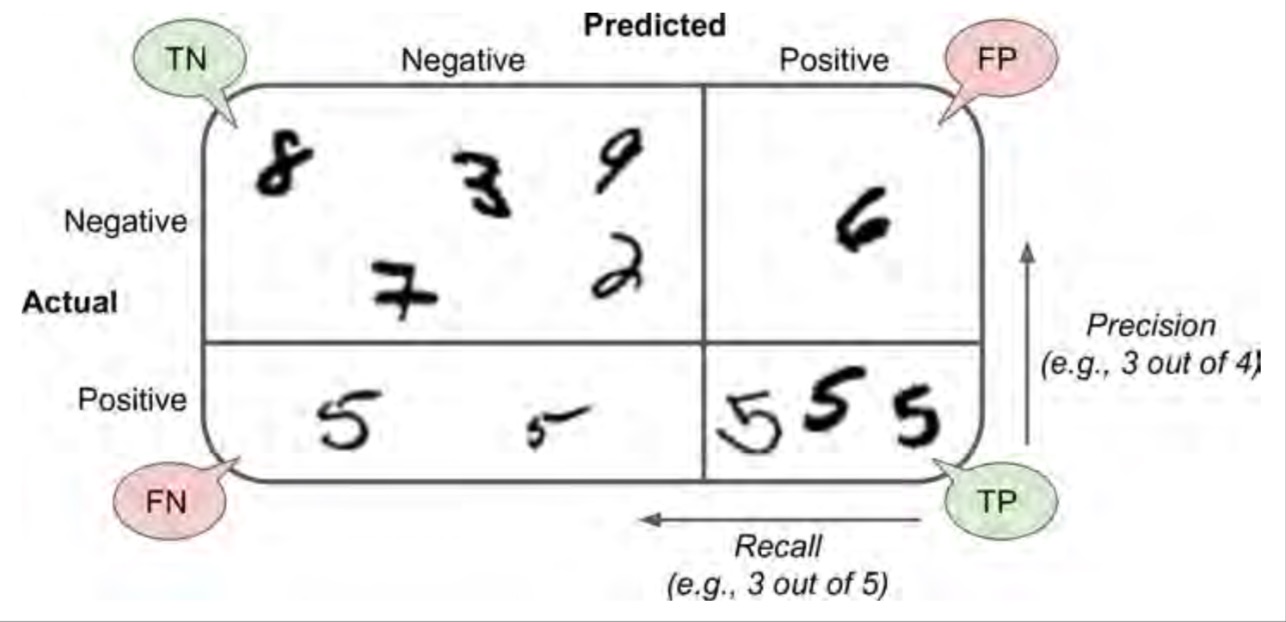 Predicted
TN Negative Positive FP
8 3 9
6
Negative
7 2
Actual
Precision
(e.g., 3 out of 4)
Positive 5 5 5 5 5
FN TP
Recall
(e.g., 3 out of 5)